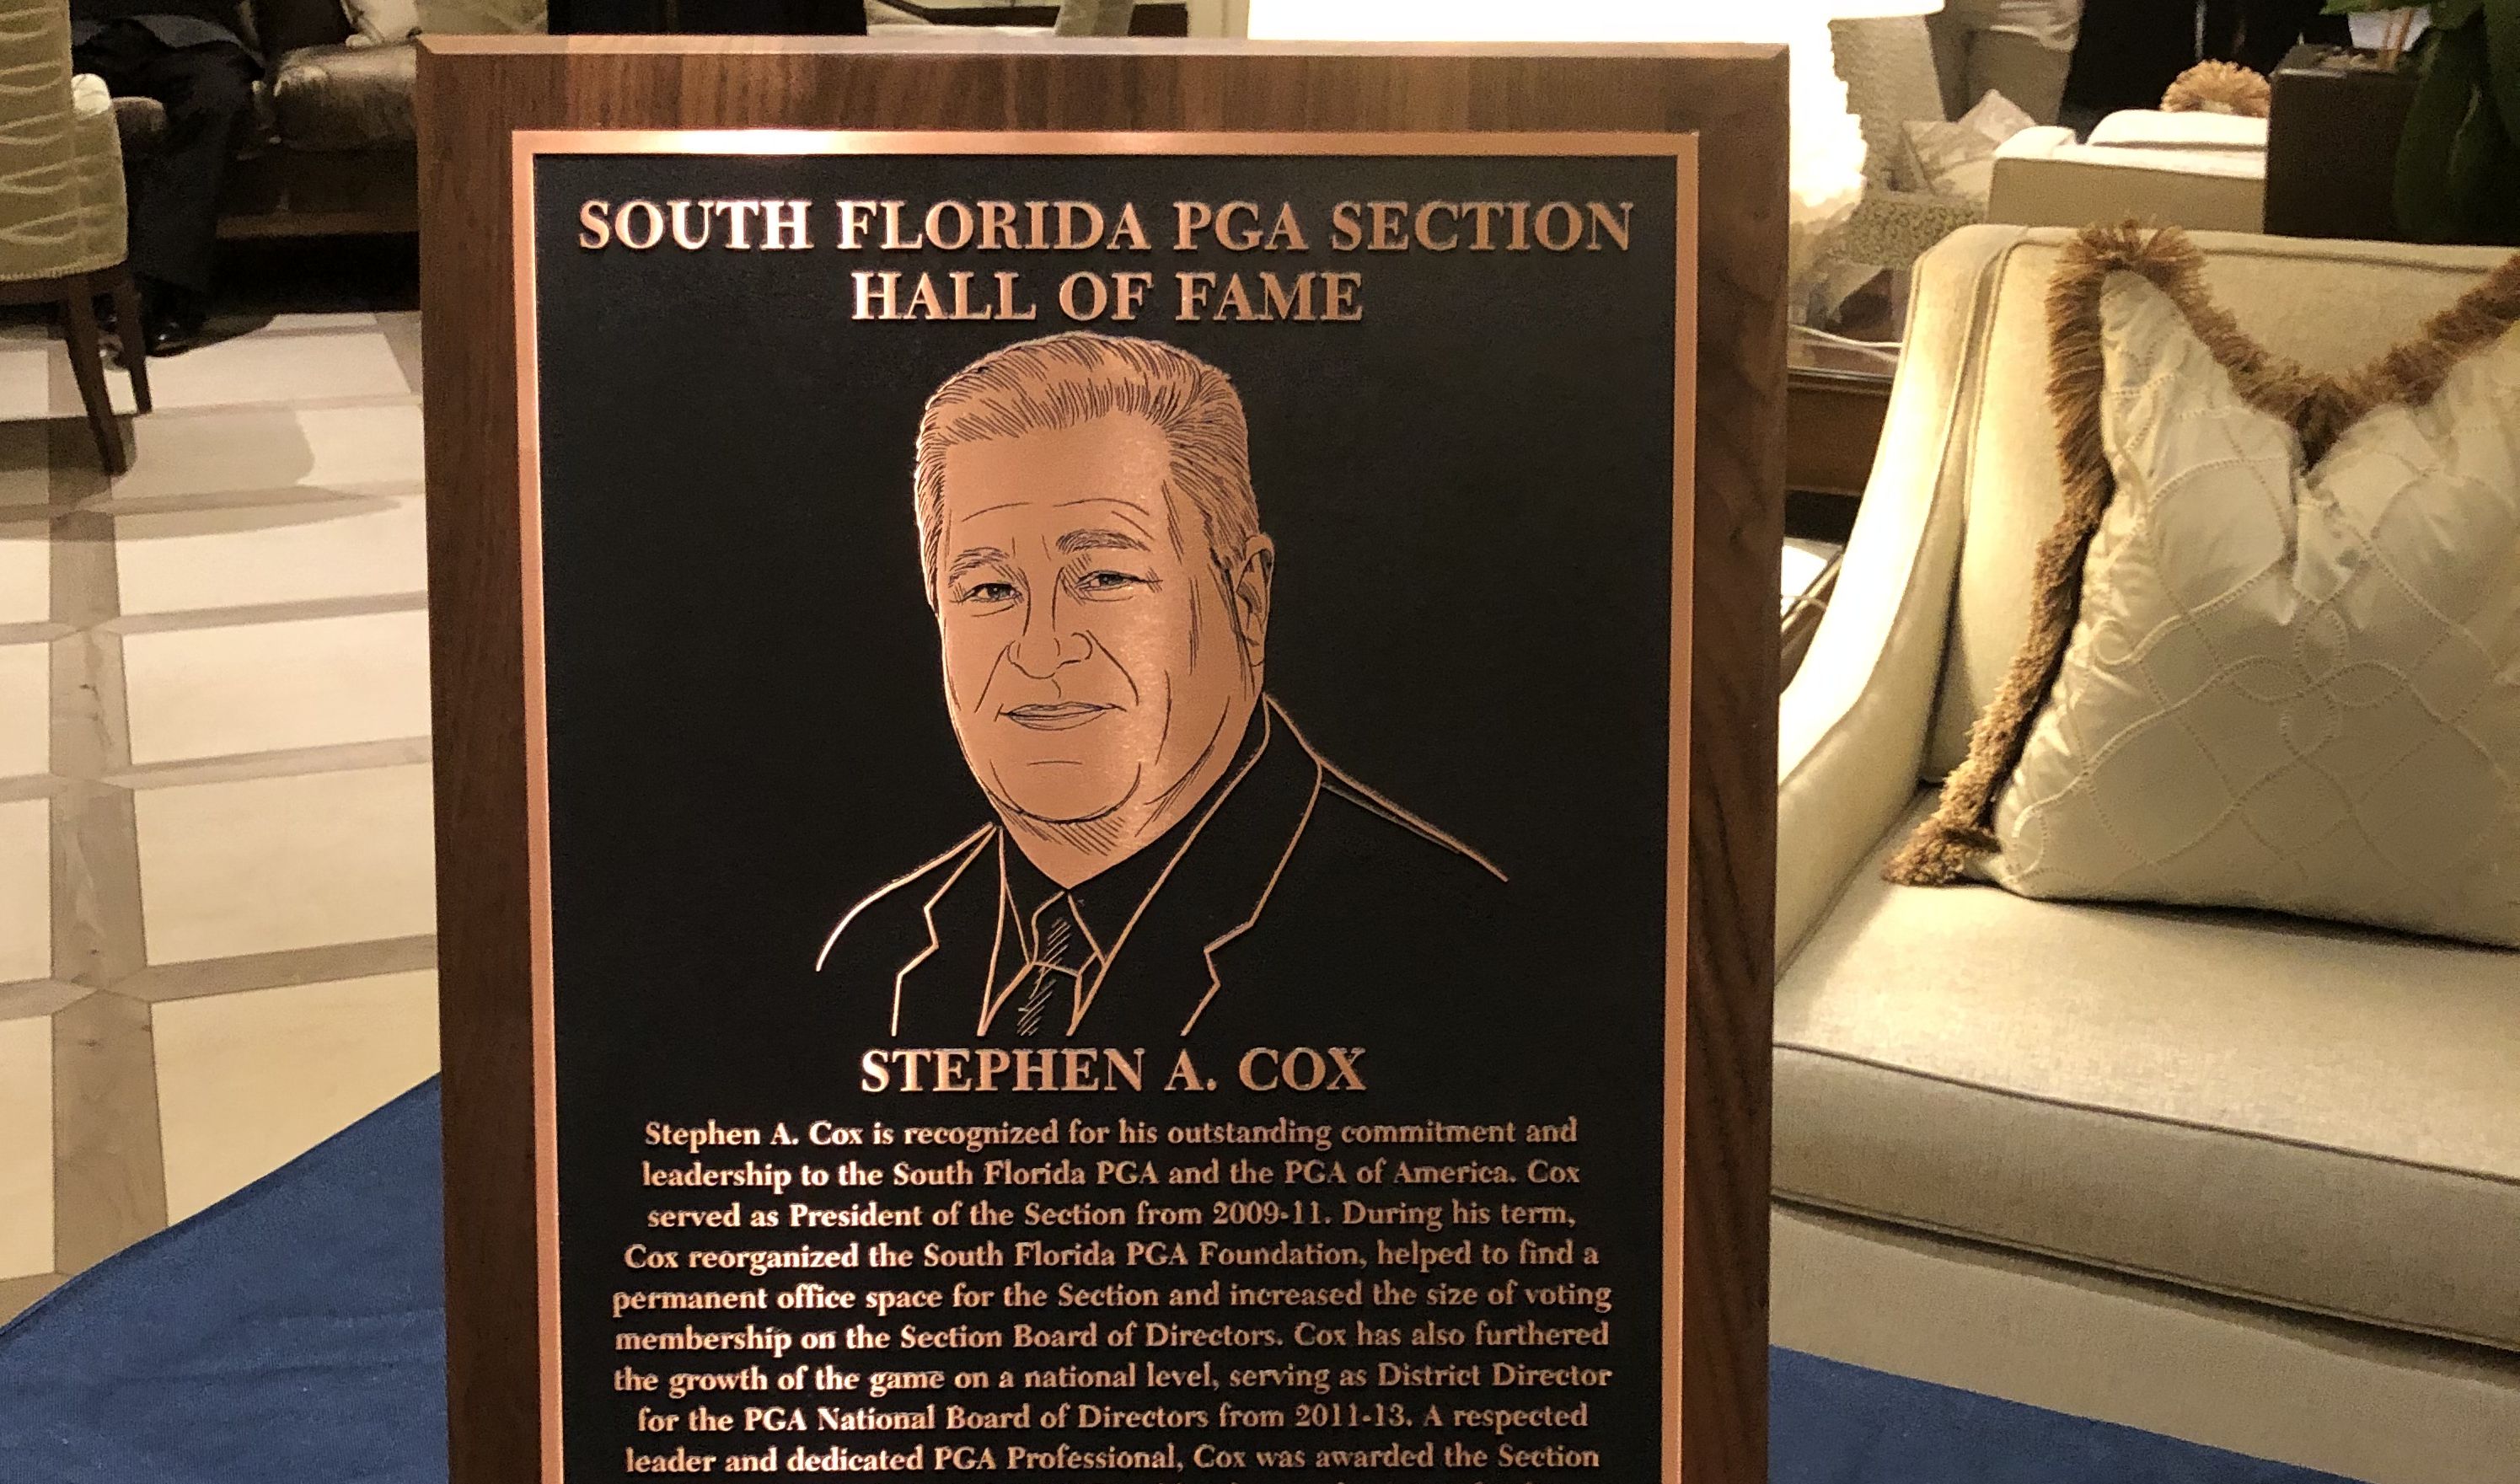 SOUTH FLORIDA PGA SECTION
HALL OF FAME
STEPHEN A. COX
Stephen A. Cox is recognized for his outstanding commitment and
leadership to the South Florida PGA and the PGA of America. Cox
served as President of the Section from 2009-11. During his term,
Cox reorganized the South Florida PGA Foundation, helped to find a
permanent office space for the Section and increased the size of voting
membership on the Section Board of Directors. Cox has also furthered
the growth of the game on a national level, serving as District Director
for the PGA National Board of Directors from 2011-13. A respected
leader and dedicated PGA Professional, Cox was awarded the Section